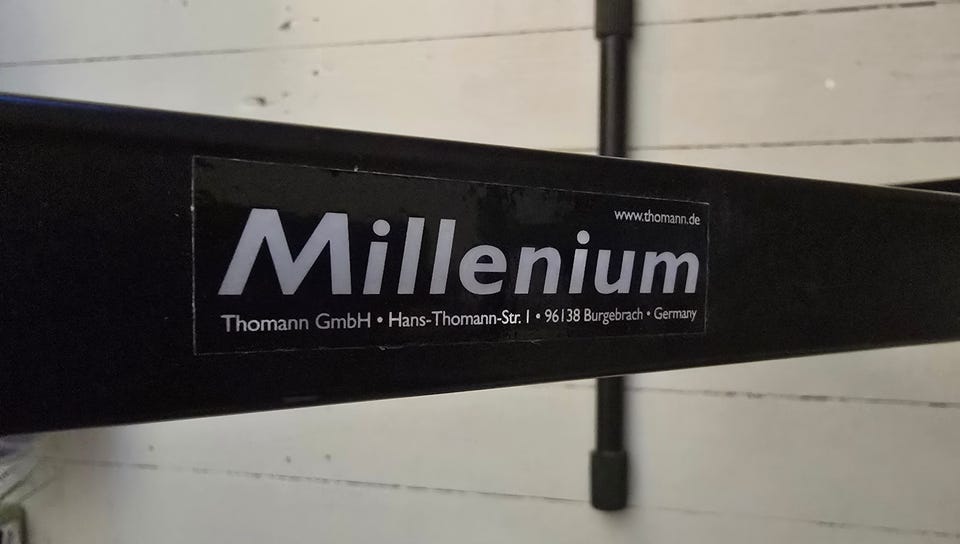 www.thomann.de
Millenium
Thomann GmbH • Hans-Thomann-Str. 1 • 96138 Burgebrach • Germany